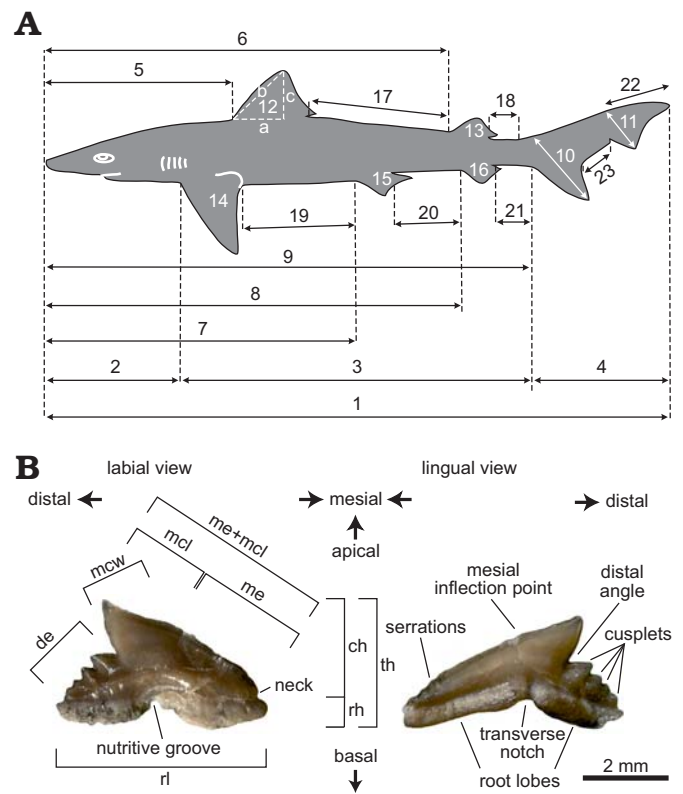 A
6
5
22
17
b
c
12
18
a
11
13
10
23
15
16
14
19
20
21
9
8
7
2
3
4
1
B
labial view
lingual view
distal
mesial
distal
apical
me+mcl
mcl
mcw
me
de
mesial
inflection point
distal
angle
serrations
cusplets
ch
th
neck
rh
nutritive groove
transverse
notch
basal
rl
root lobes
2 mm